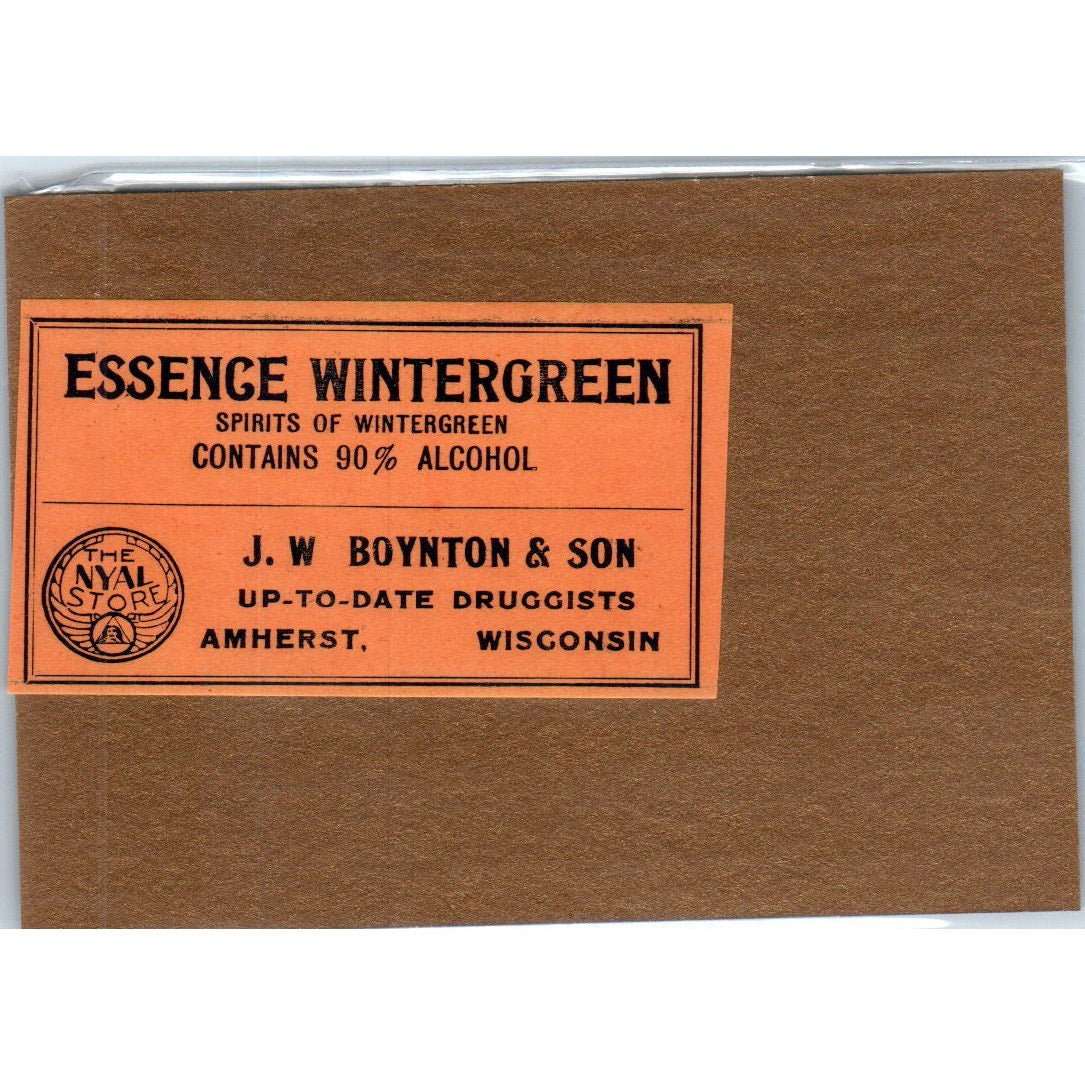 ESSENCE WINTERGREEN
SPIRITS OF WINTERGREEN
CONTAINS 90% ALCOHOL
THE
NYAL
STORE
J. W BOYNTON & SON
UP-TO-DATE DRUGGISTS
AMHERST, WISCONSIN